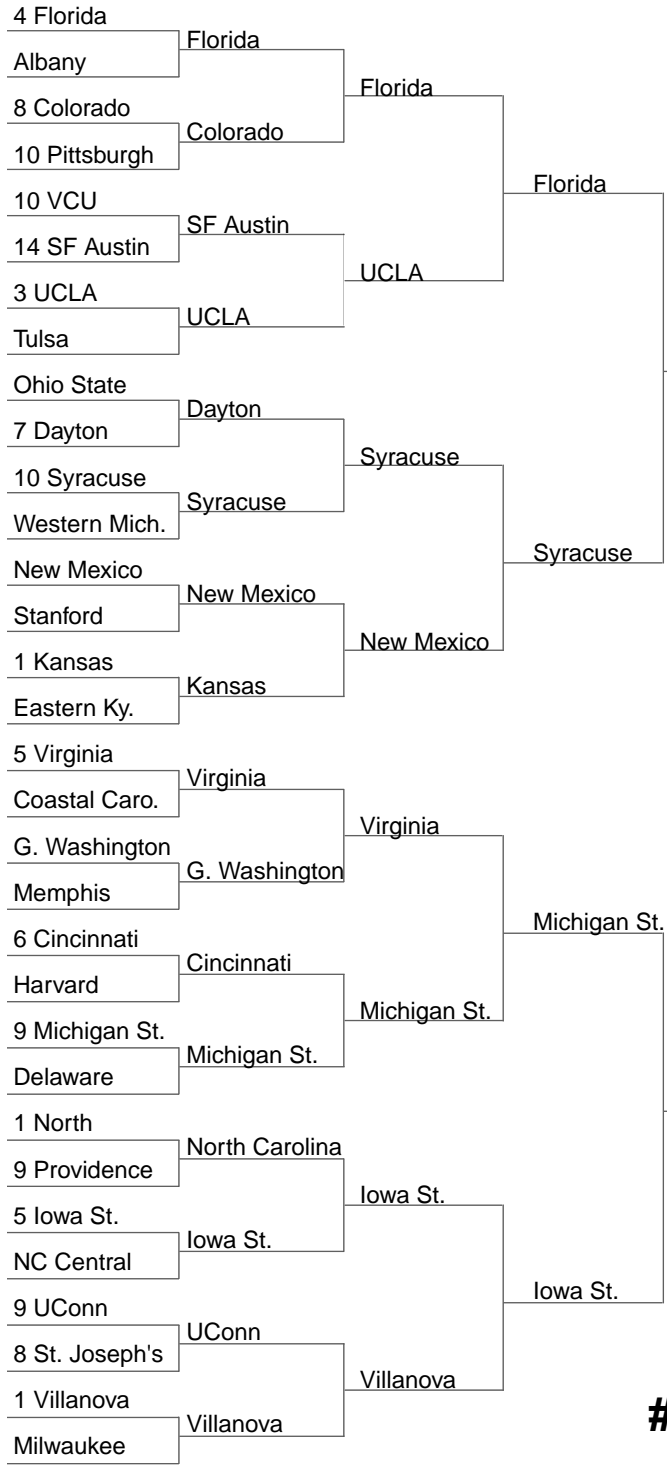 4 Florida
Albany
8 Colorado
10 Pittsburgh
10 VCU
14 SF Austin
3 UCLA
Tulsa
Ohio State
7 Dayton
10 Syracuse
Western Mich.
New Mexico
Stanford
1 Kansas
Eastern Ky.
5 Virginia
Coastal Caro.
G. Washington
Memphis
6 Cincinnati
Harvard
9 Michigan St.
Delaware
1 North
9 Providence
5 Iowa St.
NC Central
9 UConn
8 St. Joseph's
1 Villanova
Milwaukee
Florida
Colorado
SF Austin
UCLA
Dayton
Syracuse
New Mexico
Kansas
Virginia
G. Washington
Cincinnati
Michigan St.
North Carolina
Iowa St.
UConn
Villanova
Florida
UCLA
Syracuse
New Mexico
Virginia
Michigan St.
Iowa St.
Villanova
Florida
Syracuse
Michigan St.
Iowa St.
#